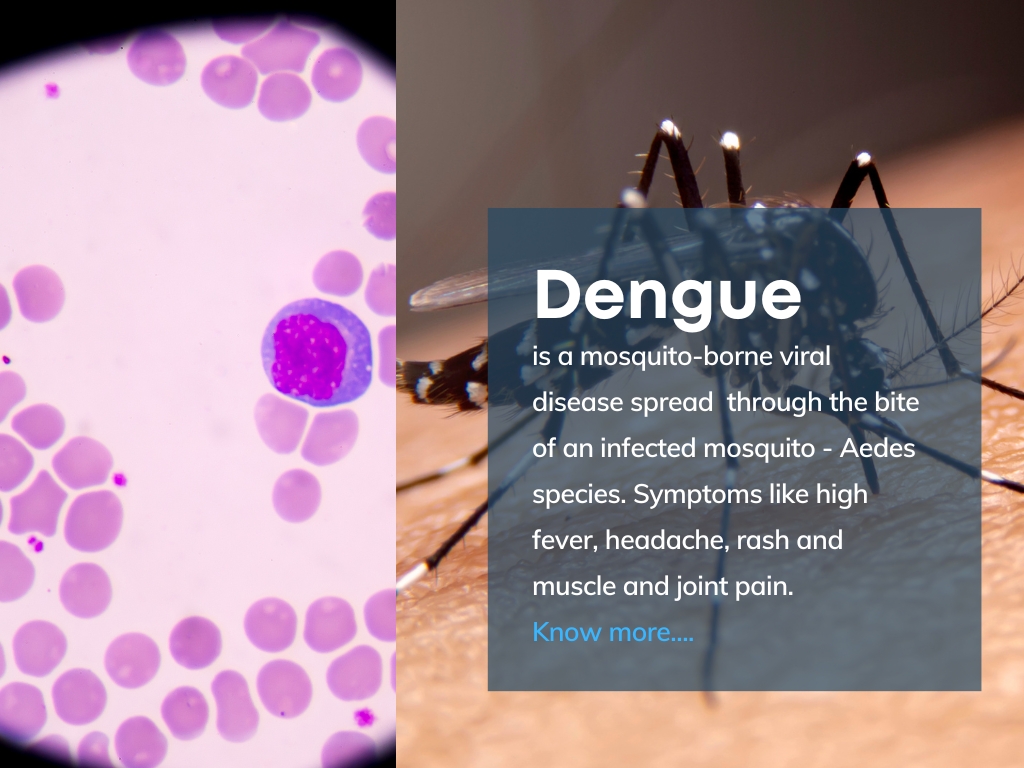 Dengue
is a mosquito-borne viral
disease spread  through the bite
of an infected mosquito - Aedes
species. Symptoms like high
fever, headache, rash and
muscle and joint pain.
Know more....